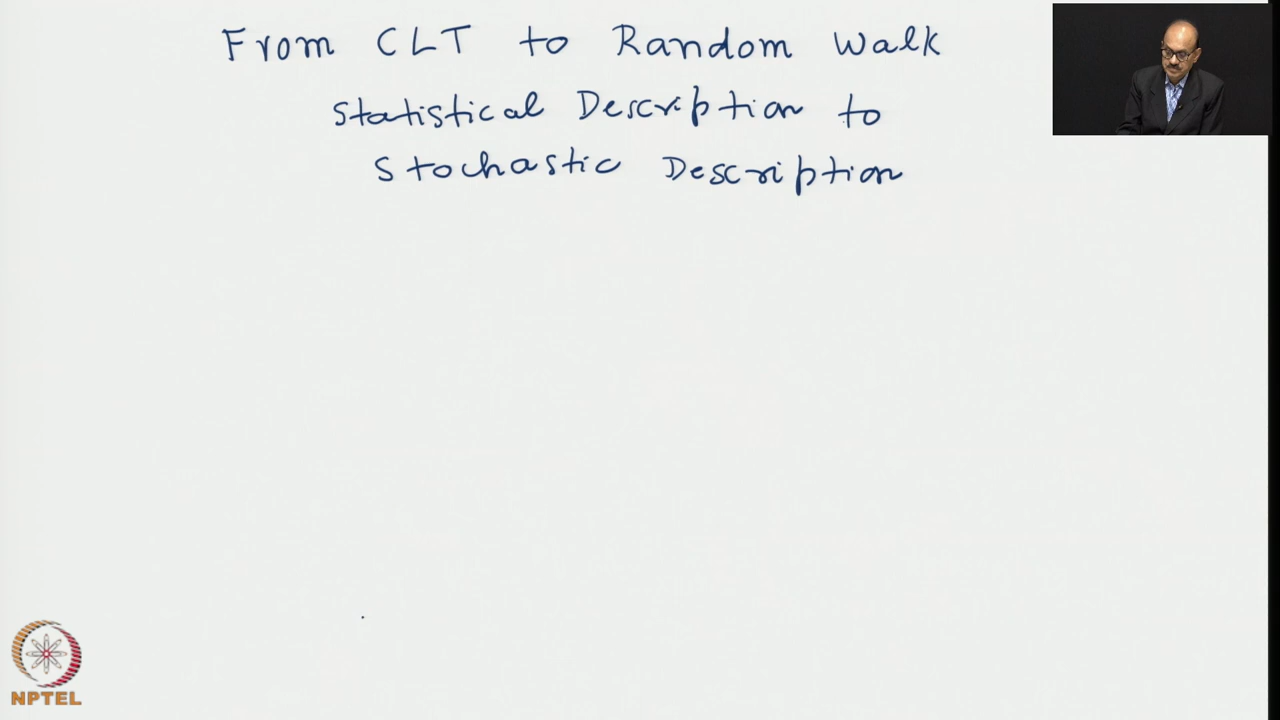 From CLT to Random Walk
Statistical Description to
Stochastic Description
NPTEL